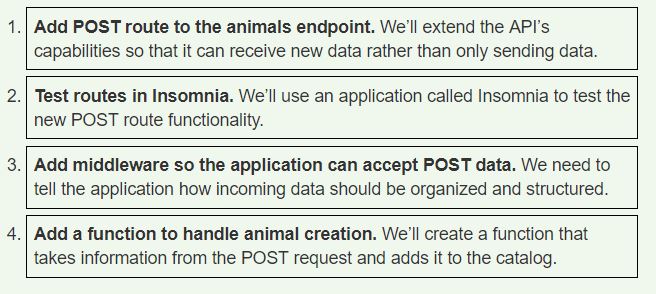 1. Add POST route to the animals endpoint. We’ll extend the API’s
capabilities so that it can receive new data rather than only sending data.
2. Test routes in Insomnia. We’ll use an application called Insomnia to test the
new POST route functionality.
3. Add middleware so the application can accept POST data. We need to
tell the application how incoming data should be organized and structured.
4. Add a function to handle animal creation. We’ll create a function that
takes information from the POST request and adds it to the catalog.